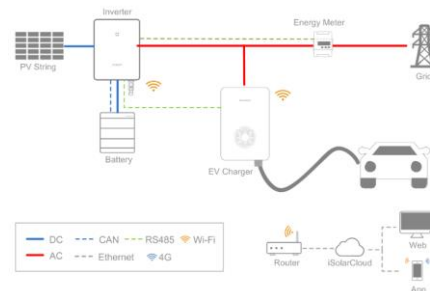 Inverter
Energy Meter
PV String
Grid
Battery
EV Charger
DC CAN RS485 Wi-Fi
AC Ethernet 4G
Router
iSolarCloud
Web
App